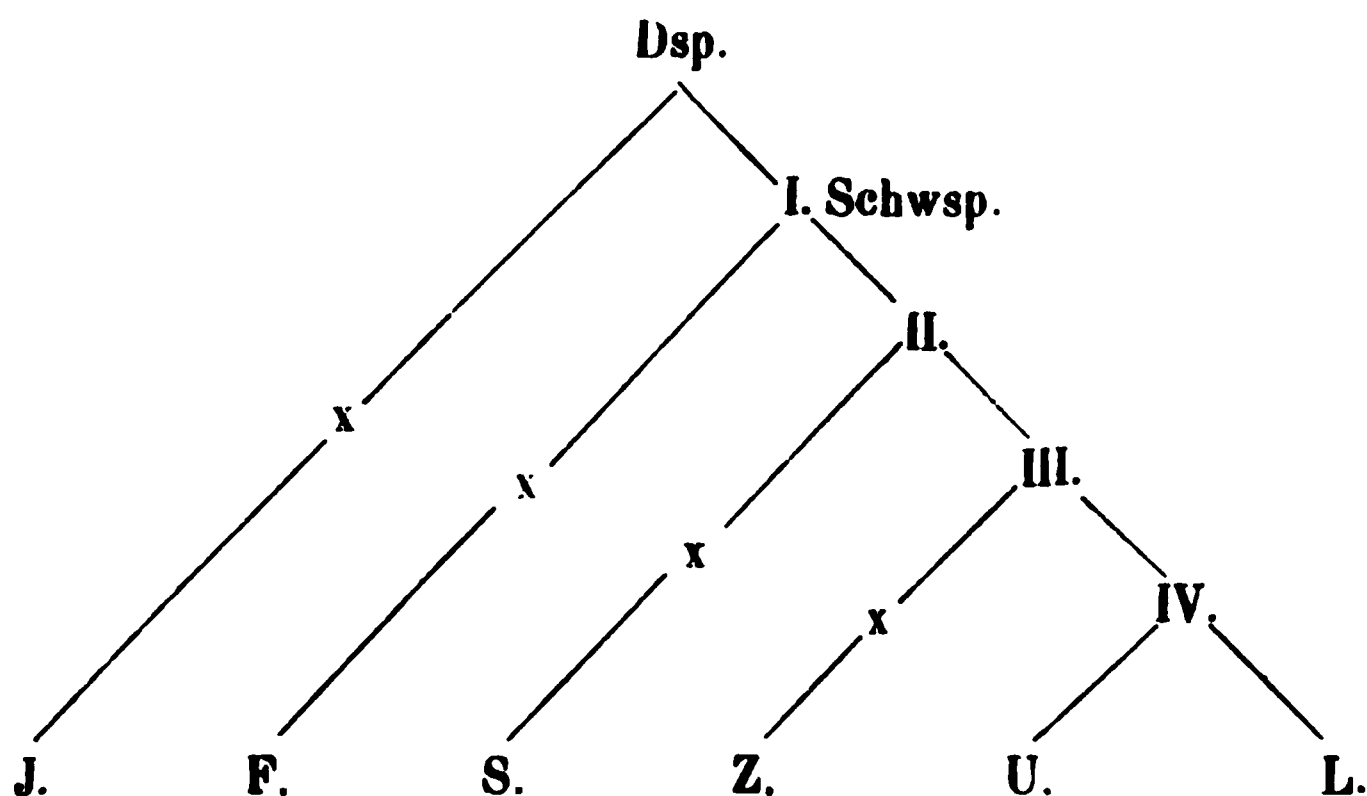 Dsp.
I. Schwsp.
II.
x
III.
x
x
IV.
x
J. F. S. Z. U. L.